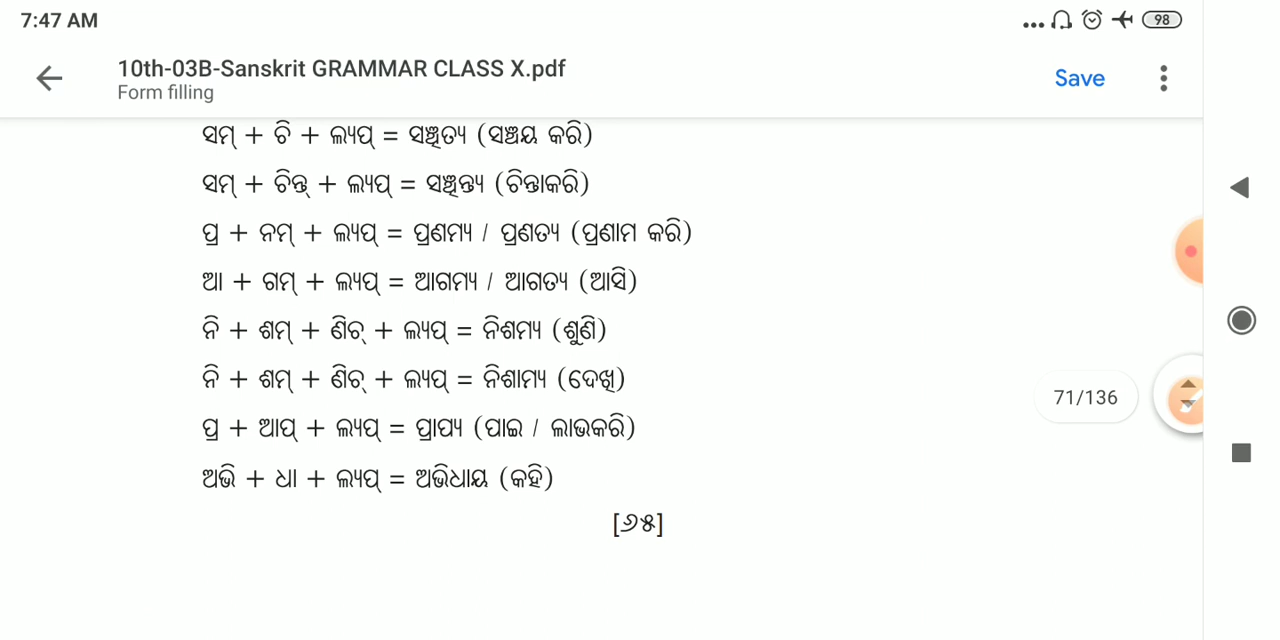 7:47 AM
98
10th-03B-Sanskrit GRAMMAR CLASS X.pdf
Save
Form filling
ସମ୍ + ଚି + ଲ୍ୟପ୍ = ସଞ୍ଚିତ୍ୟ (ସଞ୍ଚୟ କରି)
ସମ୍ + ଚିନ୍ତ୍ + ଲ୍ୟପ୍ = ସଞ୍ଚିନ୍ତ୍ୟ (ଚିନ୍ତାକରି)
ପ୍ର + ନମ୍ + ଲ୍ୟପ୍ = ପ୍ରଣମ୍ୟ / ପ୍ରଣତ୍ୟ (ପ୍ରଣାମ କରି)
ଆ + ଗମ୍ + ଲ୍ୟପ୍ = ଆଗମ୍ୟ / ଆଗତ୍ୟ (ଆସି)
ନି + ଶମ୍ + ଣିଚ୍ + ଲ୍ୟପ୍ = ନିଶମ୍ୟ (ଶୁଣି)
ନି + ଶମ୍ + ଣିଚ୍ + ଲ୍ୟପ୍ = ନିଶାମ୍ୟ (ଦେଖି)
71/136
ପ୍ର + ଆପ୍ + ଲ୍ୟପ୍ = ପ୍ରାପ୍ୟ (ପାଇ / ଲାଭକରି)
ଅଭି + ଧା + ଲ୍ୟପ୍ = ଅଭିଧାୟ (କହି)
[୬୫]